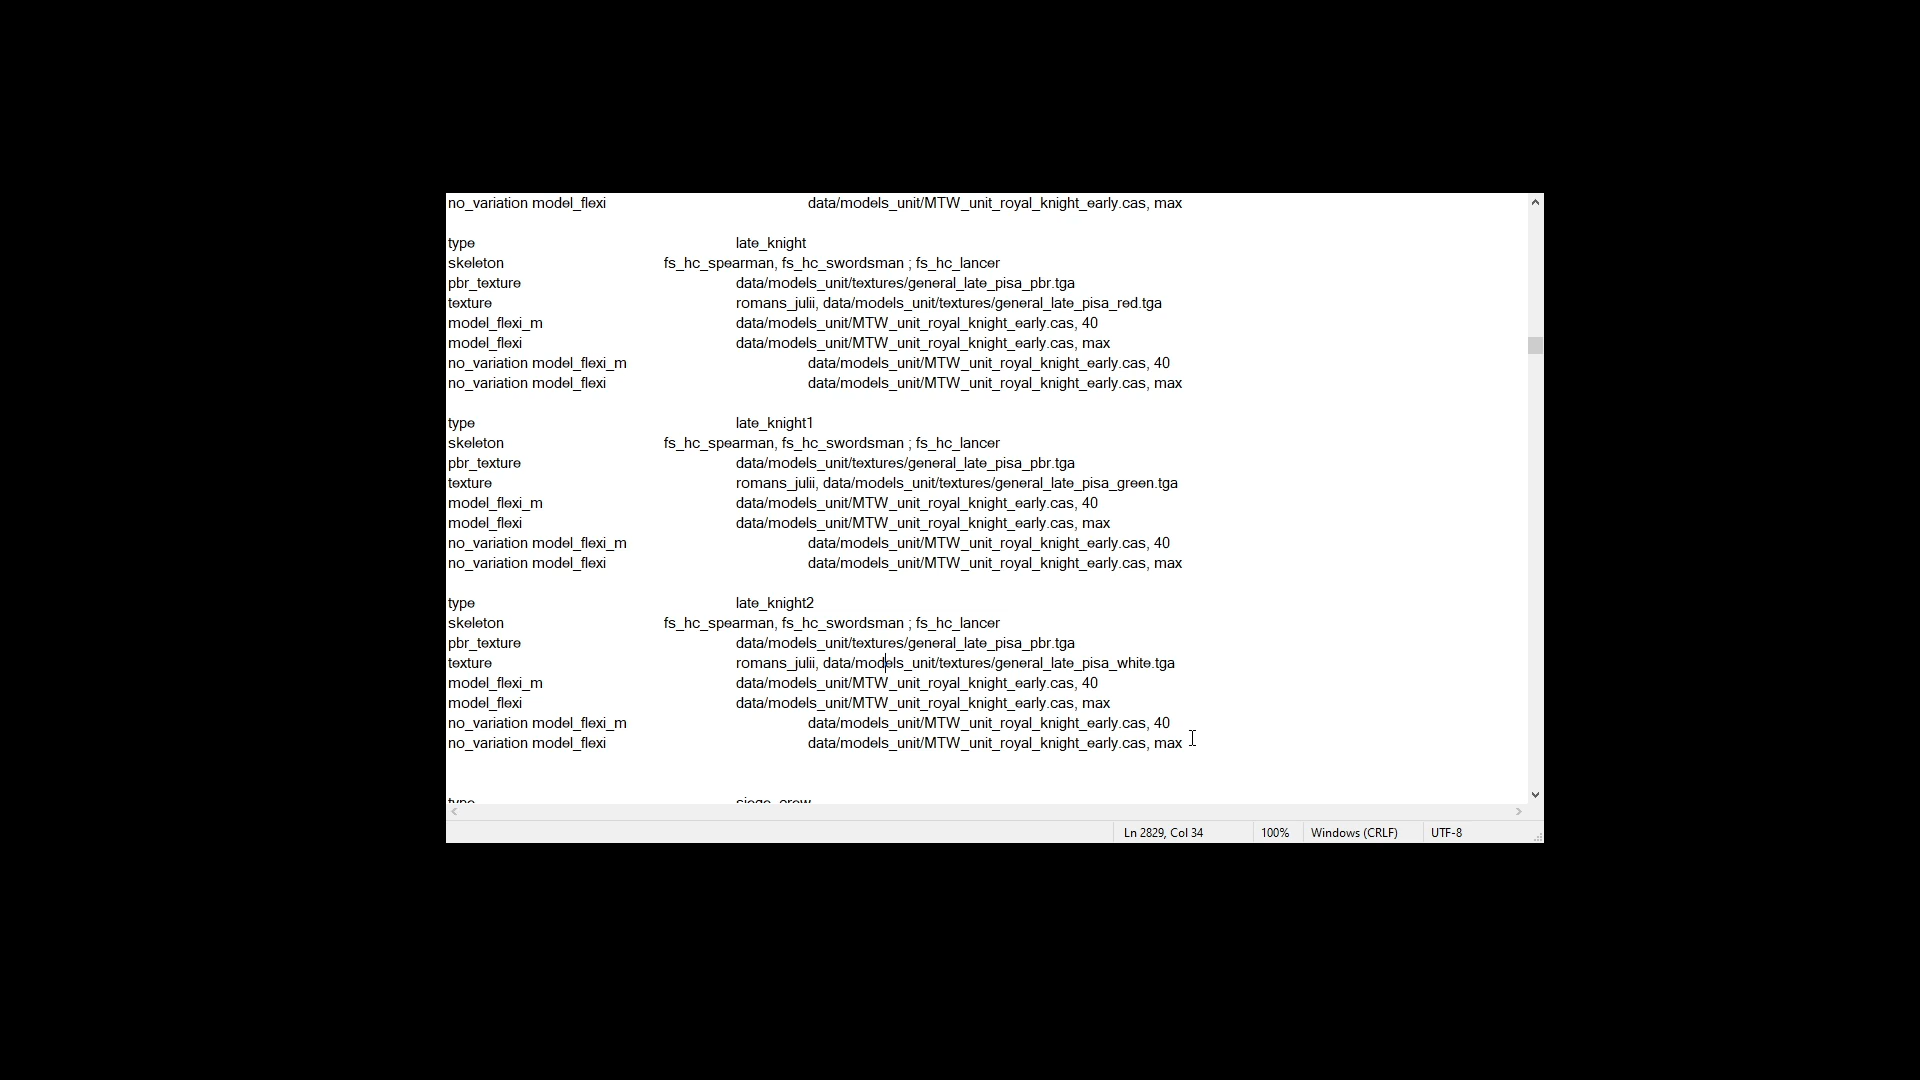 no_variation model_flexi data/models_unit/MTW_unit_royal_knight_early.cas, max
type late_knight
skeleton fs_hc_spearman, fs_hc_swordsman ; fs_hc_lancer
pbr_texture data/models_unit/textures/general_late_pisa_pbr.tga
texture romans_julii, data/models_unit/textures/general_late_pisa_red.tga
model_flexi_m data/models_unit/MTW_unit_royal_knight_early.cas, 40
model_flexi data/models_unit/MTW_unit_royal_knight_early.cas, max
no_variation model_flexi_m data/models_unit/MTW_unit_royal_knight_early.cas, 40
no_variation model_flexi data/models_unit/MTW_unit_royal_knight_early.cas, max
type late_knight1
skeleton fs_hc_spearman, fs_hc_swordsman ; fs_hc_lancer
pbr_texture data/models_unit/textures/general_late_pisa_pbr.tga
texture romans_julii, data/models_unit/textures/general_late_pisa_green.tga
model_flexi_m data/models_unit/MTW_unit_royal_knight_early.cas, 40
model_flexi data/models_unit/MTW_unit_royal_knight_early.cas, max
no_variation model_flexi_m data/models_unit/MTW_unit_royal_knight_early.cas, 40
no_variation model_flexi data/models_unit/MTW_unit_royal_knight_early.cas, max
type late_knight2
skeleton fs_hc_spearman, fs_hc_swordsman ; fs_hc_lancer
pbr_texture data/models_unit/textures/general_late_pisa_pbr.tga
texture romans_julii, data/models_unit/textures/general_late_pisa_white.tga
model_flexi_m data/models_unit/MTW_unit_royal_knight_early.cas, 40
model_flexi data/models_unit/MTW_unit_royal_knight_early.cas, max
no_variation model_flexi_m data/models_unit/MTW_unit_royal_knight_early.cas, 40
no_variation model_flexi data/models_unit/MTW_unit_royal_knight_early.cas, max
type siege_crew
Ln 2829, Col 34 100% Windows (CRLF) UTF-8